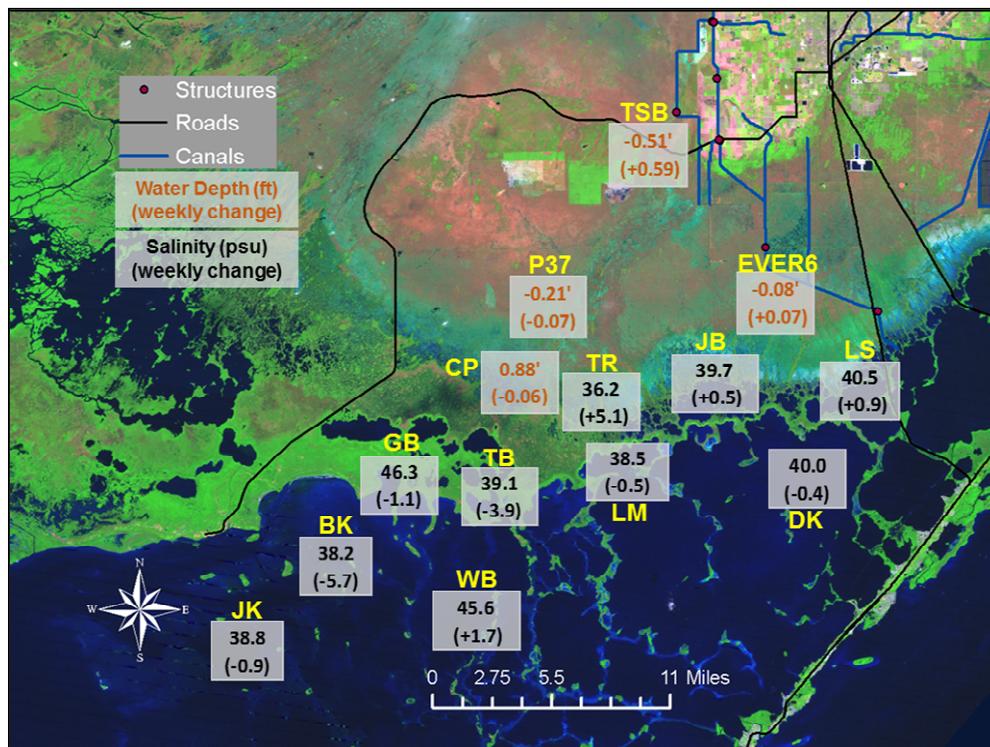 Structures
Roads
Canals
Water Depth (ft)
(weekly change)
Salinity (psu)
(weekly change)
TSB
-0.51'
(+0.59)
P37
-0.21'
(-0.07)
EVER6
-0.08'
(+0.07)
CP
0.88'
(-0.06)
TR
36.2
(+5.1)
JB
39.7
(+0.5)
LS
40.5
(+0.9)
GB
46.3
(-1.1)
TB
39.1
(-3.9)
38.5
(-0.5)
LM
40.0
(-0.4)
DK
BK
38.2
(-5.7)
WB
45.6
(+1.7)
JK
38.8
(-0.9)
N
W E
S
0 2.75 5.5 11 Miles